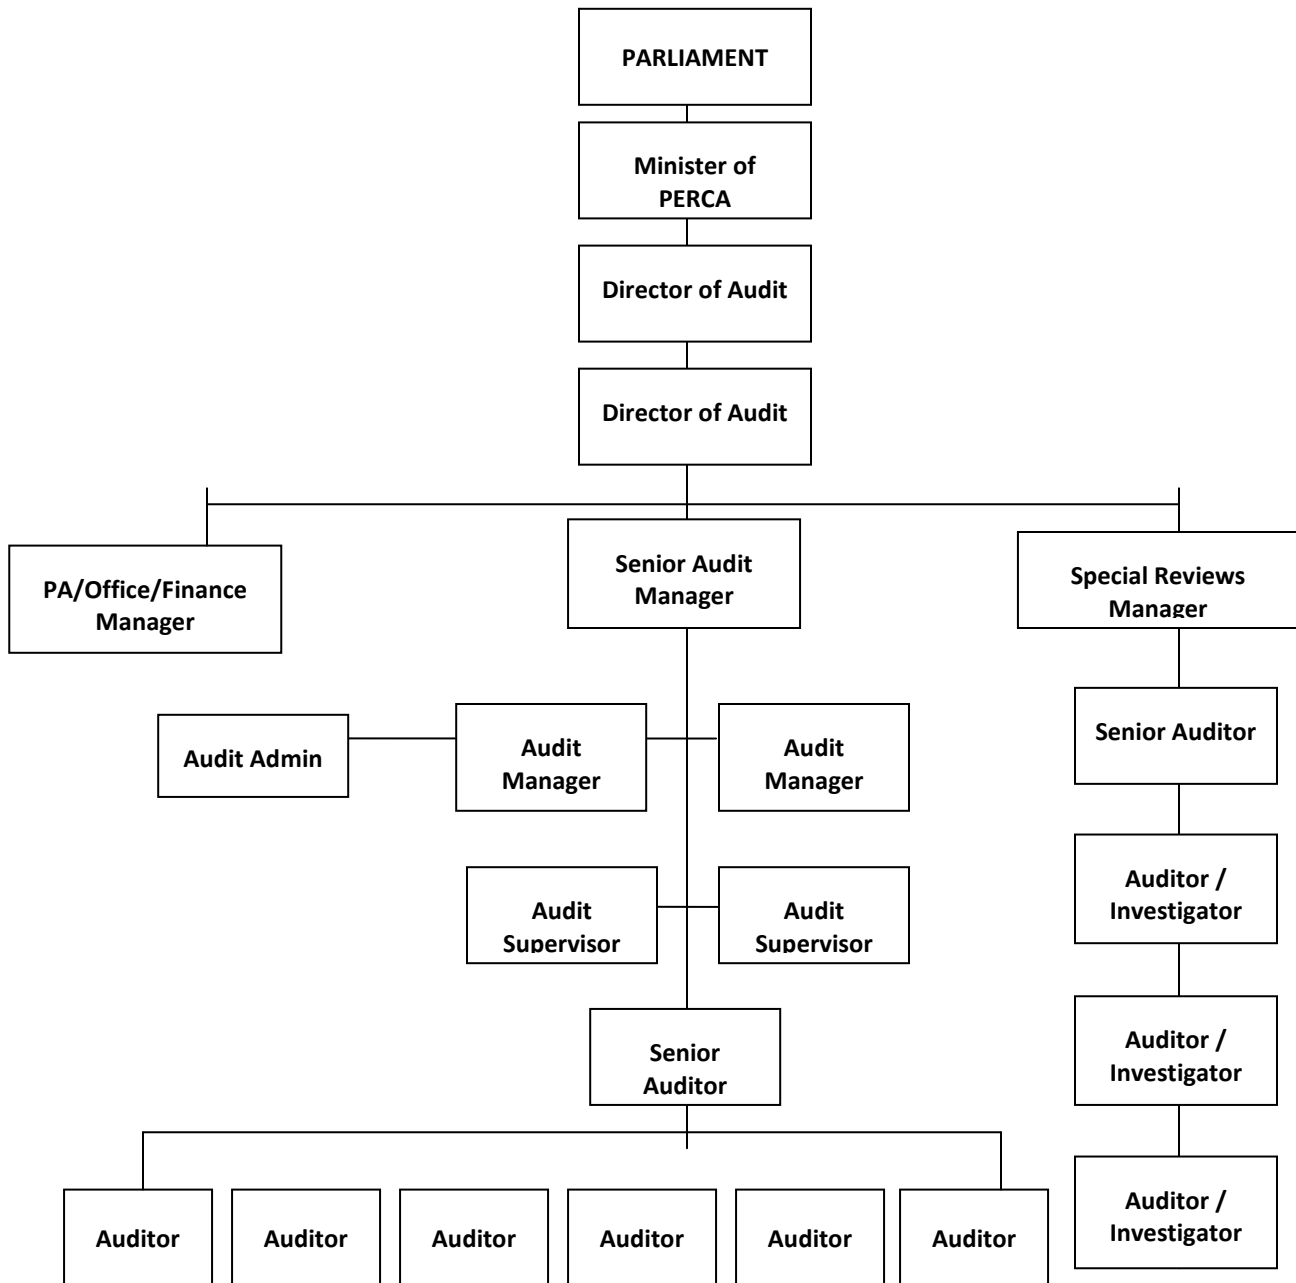 PARLIAMENT
Minister of
PERCA
Director of Audit
Director of Audit
PA/Office/Finance
Manager
Senior Audit
Manager
Special Reviews
Manager
Audit Admin
Audit
Manager
Audit
Manager
Senior Auditor
Audit
Supervisor
Audit
Supervisor
Auditor /
Investigator
Senior
Auditor
Auditor /
Investigator
Auditor
Auditor
Auditor
Auditor
Auditor
Auditor
Auditor /
Investigator